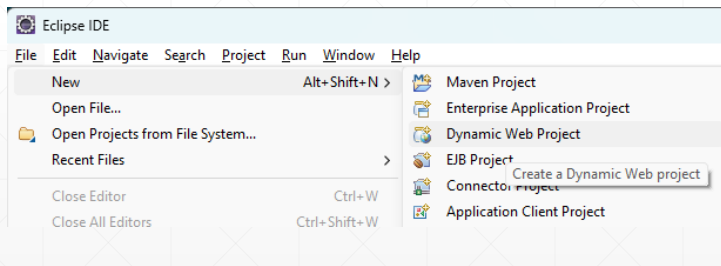 Eclipse IDE
File Edit Navigate Search Project Run Window Help
New Alt+Shift+N >
Open File...
Open Projects from File System...
Recent Files >
Close Editor Ctrl+W
Close All Editors Ctrl+Shift+W
Maven Project
Enterprise Application Project
Dynamic Web Project
EJB Project
Create a Dynamic Web project
Connector Project
Application Client Project